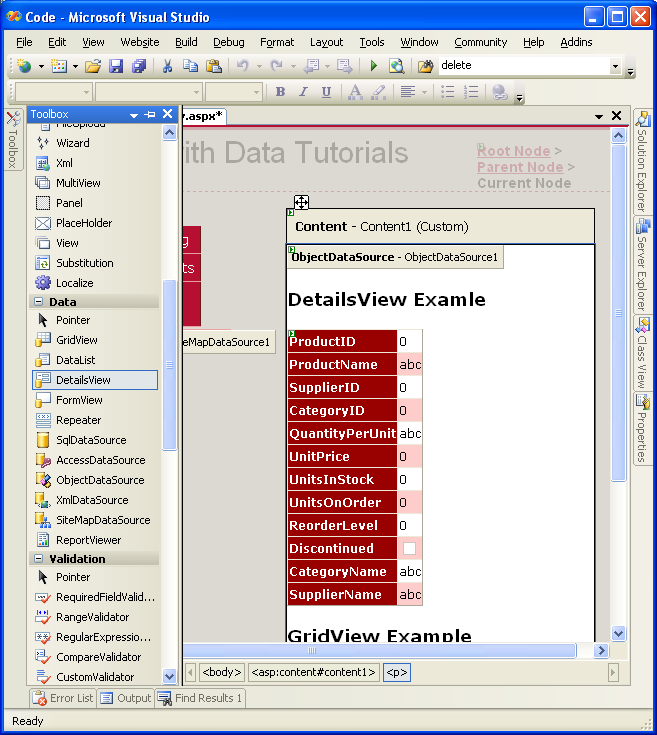 Code - Microsoft Visual Studio
File Edit View Website Build Debug Format Layout Tools Window Community Help Addins
delete
B I U A
Toolbox
.aspx*
Toolbox
Wizard
Xml
MultiView
Panel
PlaceHolder
View
Substitution
Localize
Data
Pointer
GridView
DataList
DetailsView
FormView
Repeater
SqlDataSource
AccessDataSource
ObjectDataSource
XmlDataSource
SiteMapDataSource
ReportViewer
Validation
Pointer
RequiredFieldValid...
RangeValidator
RegularExpressio...
CompareValidator
CustomValidator
ith Data Tutorials
Root Node >
Parent Node >
Current Node
g
ts
eMapDataSource1
Content - Content1 (Custom)
ObjectDataSource - ObjectDataSource1
DetailsView Examle
ProductID 0
ProductName abc
SupplierID 0
CategoryID 0
QuantityPerUnit abc
UnitPrice 0
UnitsInStock 0
UnitsOnOrder 0
ReorderLevel 0
Discontinued
CategoryName abc
SupplierName abc
GridView Example
<body> <asp:content#content1> <p>
Solution Explorer
Server Explorer
Class View
Properties
Error List Output Find Results 1
Ready